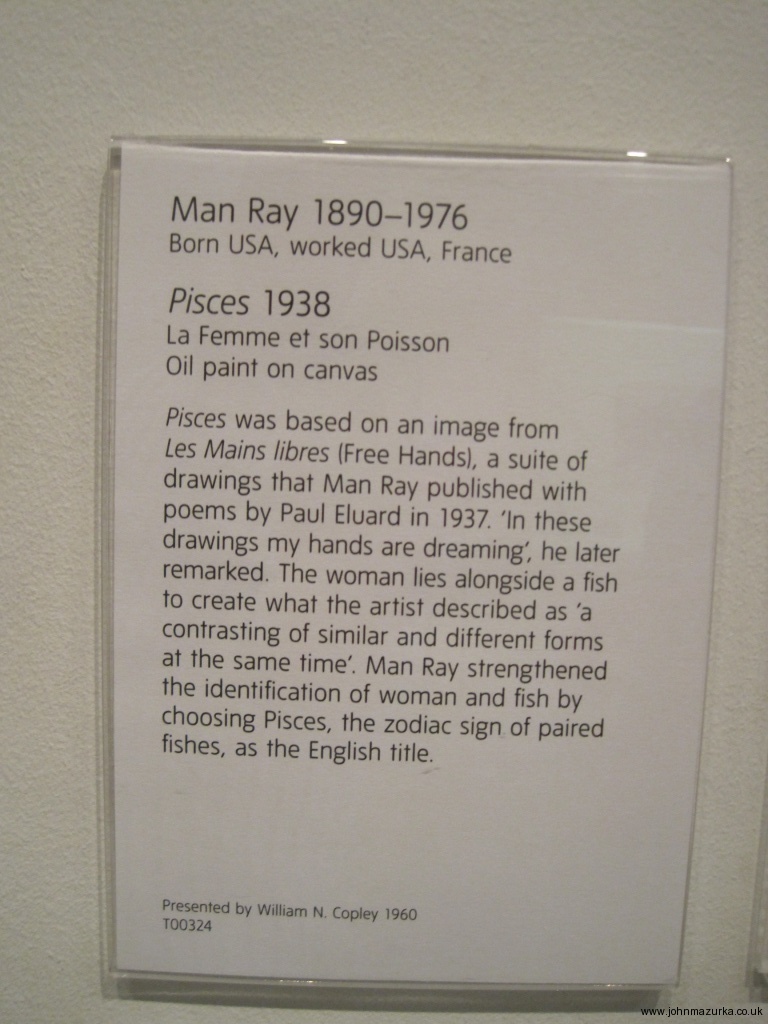 Man Ray 1890–1976
Born USA, worked USA, France
Pisces 1938
La Femme et son Poisson
Oil paint on canvas
Pisces was based on an image from
Les Mains libres (Free Hands), a suite of
drawings that Man Ray published with
poems by Paul Eluard in 1937. 'In these
drawings my hands are dreaming', he later
remarked. The woman lies alongside a fish
to create what the artist described as 'a
contrasting of similar and different forms
at the same time'. Man Ray strengthened
the identification of woman and fish by
choosing Pisces, the zodiac sign of paired
fishes, as the English title.
Presented by William N. Copley 1960
T00324
www.johnmazurka.co.uk